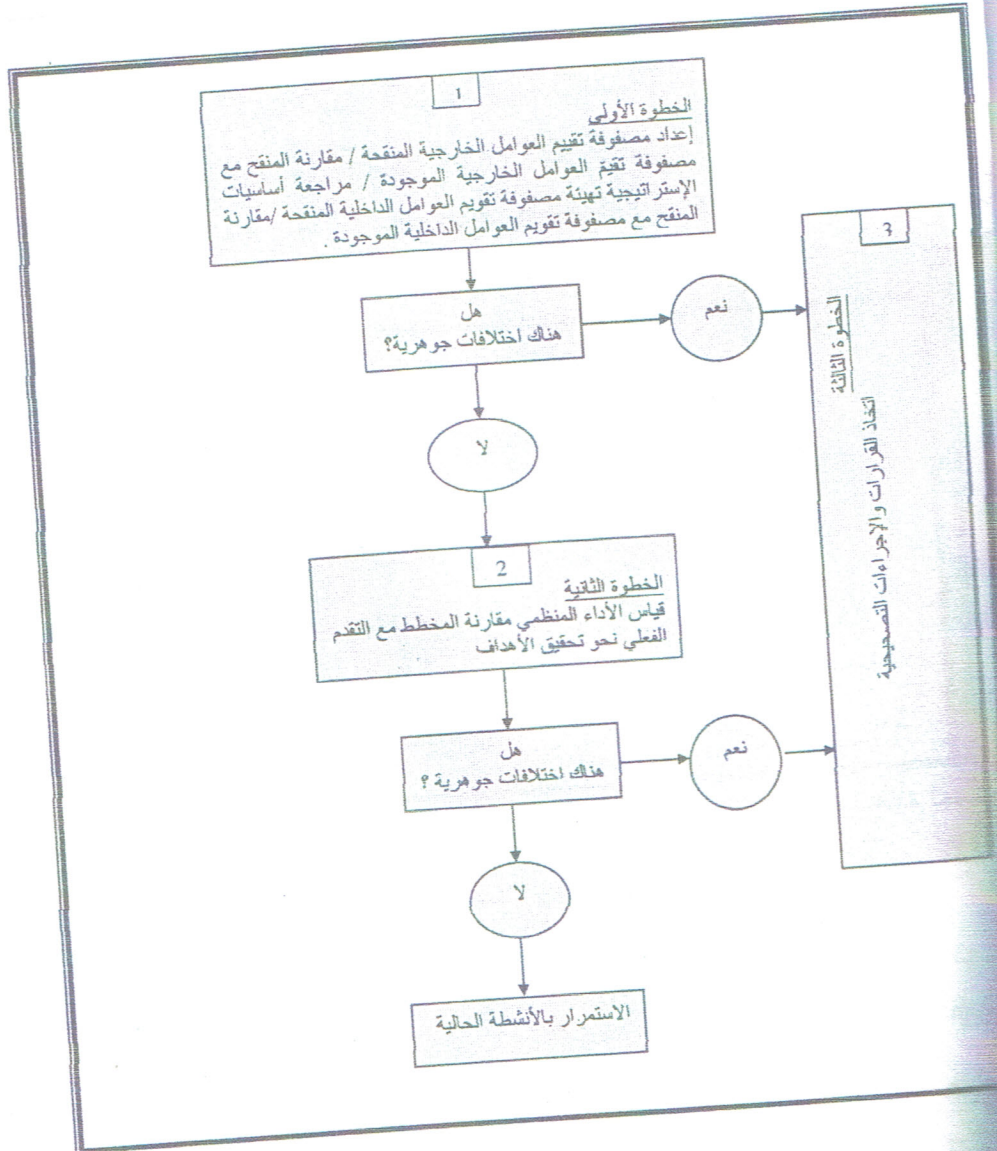 1
الخطوة الأولى
إعداد مصفوفة تقييم العوامل الخارجية المنقحة / مقارنة المنقح مع
مصفوفة تقيم العوامل الخارجية الموجودة / مراجعة أساسيات
الإستراتيجية تهيئة مصفوفة تقويم العوامل الداخلية المنقحة /مقارنة
المنقح مع مصفوفة تقويم العوامل الداخلية الموجودة .
هل
هناك اختلافات جوهرية؟
نعم
3
الخطوة الثالثة
اتخاذ القرارات والإجراءات التصحيحية
لا
2
الخطوة الثانية
قياس الأداء المنظمي مقارنة المخطط مع التقدم
الفعلي نحو تحقيق الأهداف
هل
هناك اختلافات جوهرية ؟
نعم
لا
الاستمرار بالأنشطة الحالية